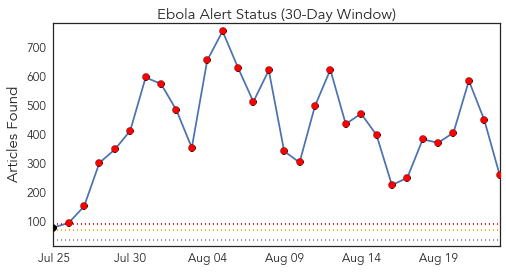 Ebola Alert Status (30-Day Window)
Articles Found
700
600
500
400
300
200
100
Jul 25 Jul 30 Aug 04 Aug 09 Aug 14 Aug 19